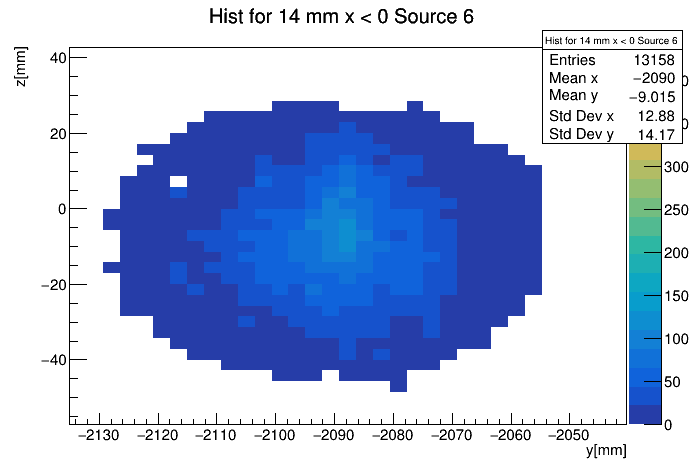 Hist for 14 mm x < 0 Source 6
z[mm]
Hist for 14 mm x < 0 Source 6
Entries 13158
Mean x −2090
Mean y −9.015
Std Dev x 12.88
Std Dev y 14.17
40
20
0
−20
−40
300
250
200
150
100
50
0
−2130 −2120 −2110 −2100 −2090 −2080 −2070 −2060 −2050
y[mm]